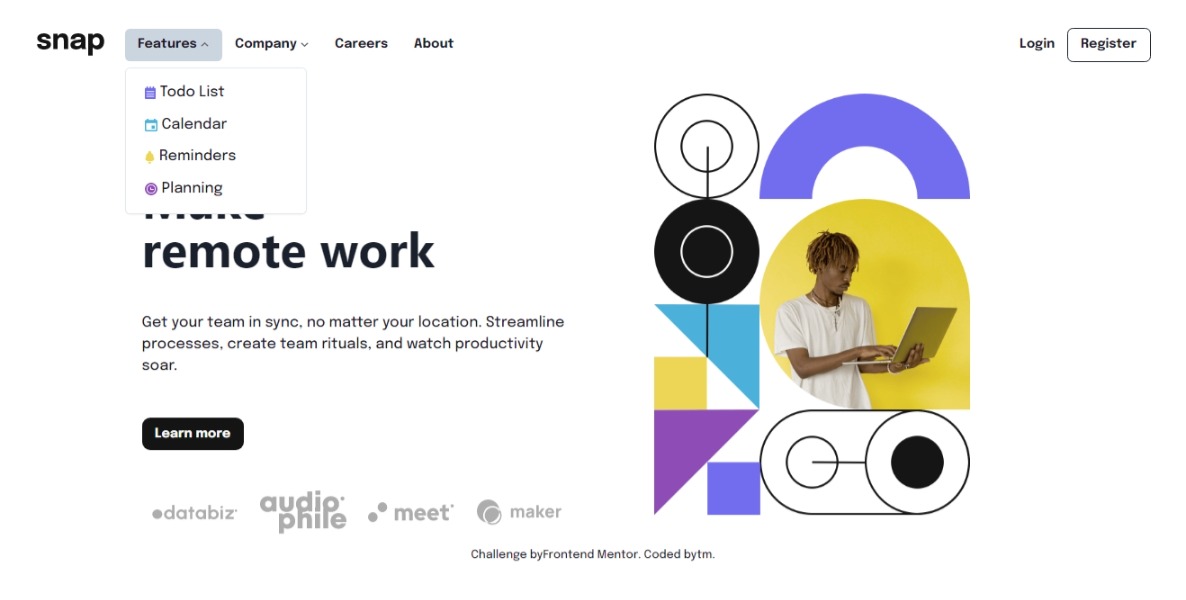 snap Features Company Careers About Login Register
Todo List
Calendar
Reminders
Planning
Make
remote work
Get your team in sync, no matter your location. Streamline
processes, create team rituals, and watch productivity
soar.
Learn more
databiz audiophile meet maker
Challenge byFrontend Mentor. Coded bytm.